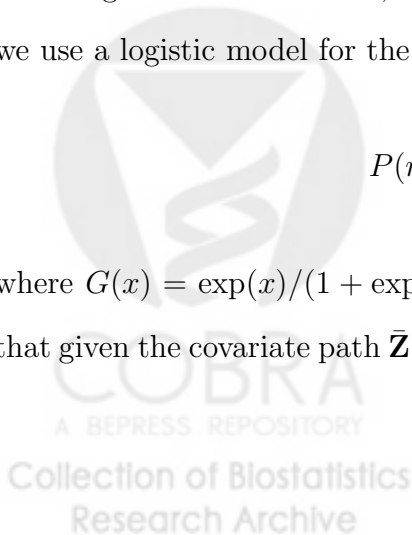 we use a logistic model for the
P(
where G(x) = exp(x)/(1 + exp
that given the covariate path Z̄
COBRA
A BEPRESS REPOSITORY
Collection of Biostatistics
Research Archive